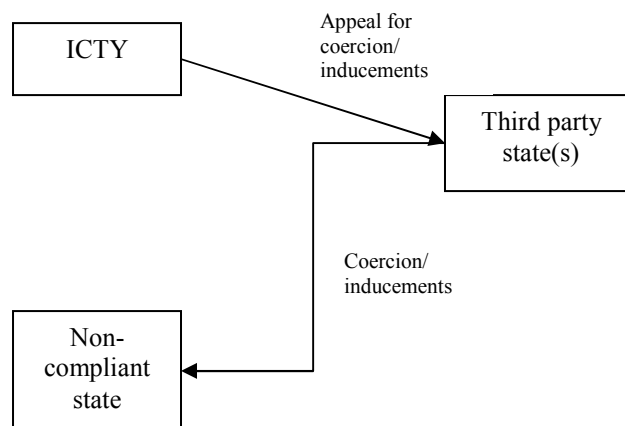 ICTY
Appeal for
coercion/
inducements
Third party
state(s)
Coercion/
inducements
Non-
compliant
state